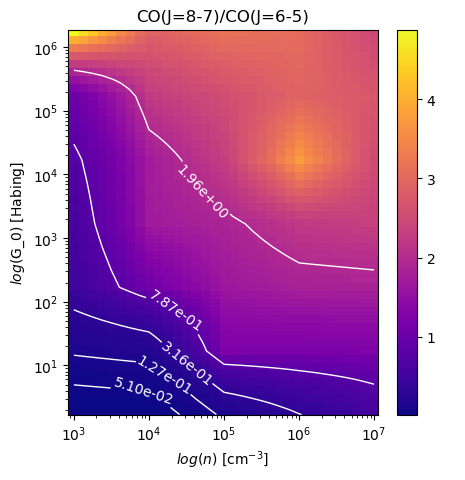 CO(J=8-7)/CO(J=6-5)
log(G_0) [Habing]
10^6
10^5
10^4
10^3
10^2
10^1
1.96e+00
7.87e-01
3.16e-01
1.27e-01
5.10e-02
10^3 10^4 10^5 10^6 10^7
log(n) [cm^{-3}]
4
3
2
1